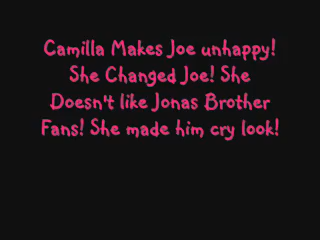 Camilla Makes Joe unhappy!
She Changed Joe! She
Doesn't like Jonas Brother
Fans! She made him cry look!